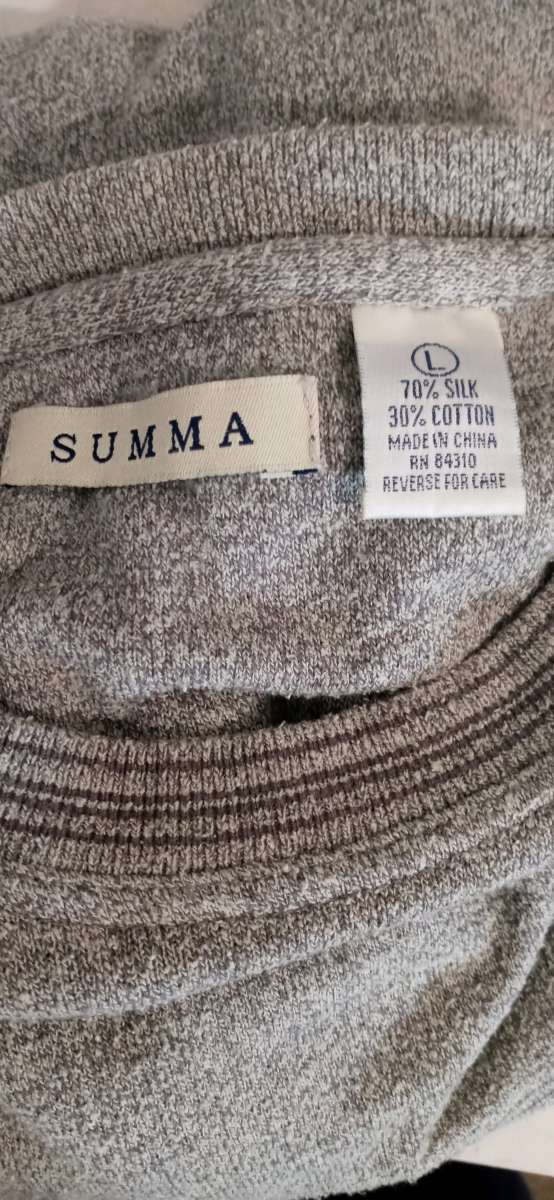 SUMMA
L
70% SILK
30% COTTON
MADE IN CHINA
RN 84310
REVERSE FOR CARE